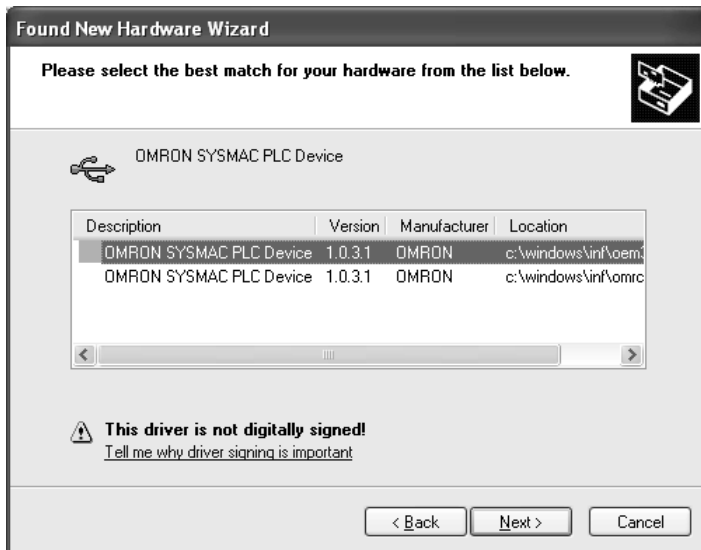 Found New Hardware Wizard
Please select the best match for your hardware from the list below.
OMRON SYSMAC PLC Device
Description Version Manufacturer Location
OMRON SYSMAC PLC Device 1.0.3.1 OMRON c:\windows\inf\oem3
OMRON SYSMAC PLC Device 1.0.3.1 OMRON c:\windows\inf\omrc
This driver is not digitally signed!
Tell me why driver signing is important
< Back Next > Cancel